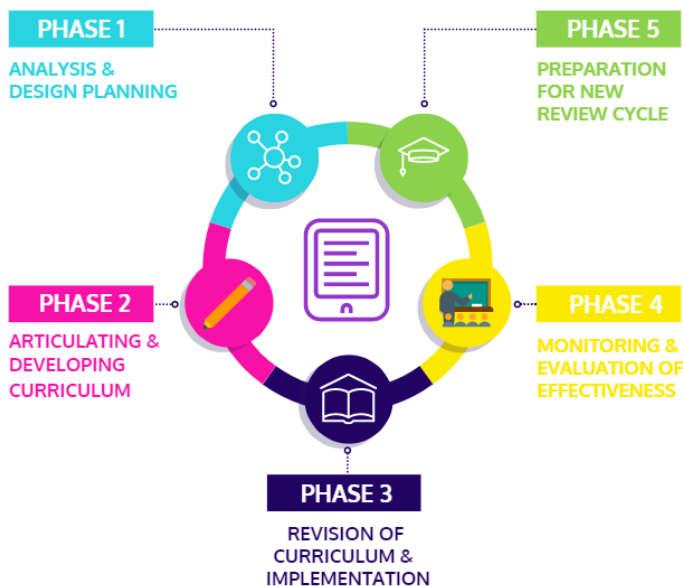 PHASE 1
ANALYSIS &
DESIGN PLANNING
PHASE 2
ARTICULATING &
DEVELOPING
CURRICULUM
PHASE 3
REVISION OF
CURRICULUM &
IMPLEMENTATION
PHASE 4
MONITORING &
EVALUATION OF
EFFECTIVENESS
PHASE 5
PREPARATION
FOR NEW
REVIEW CYCLE